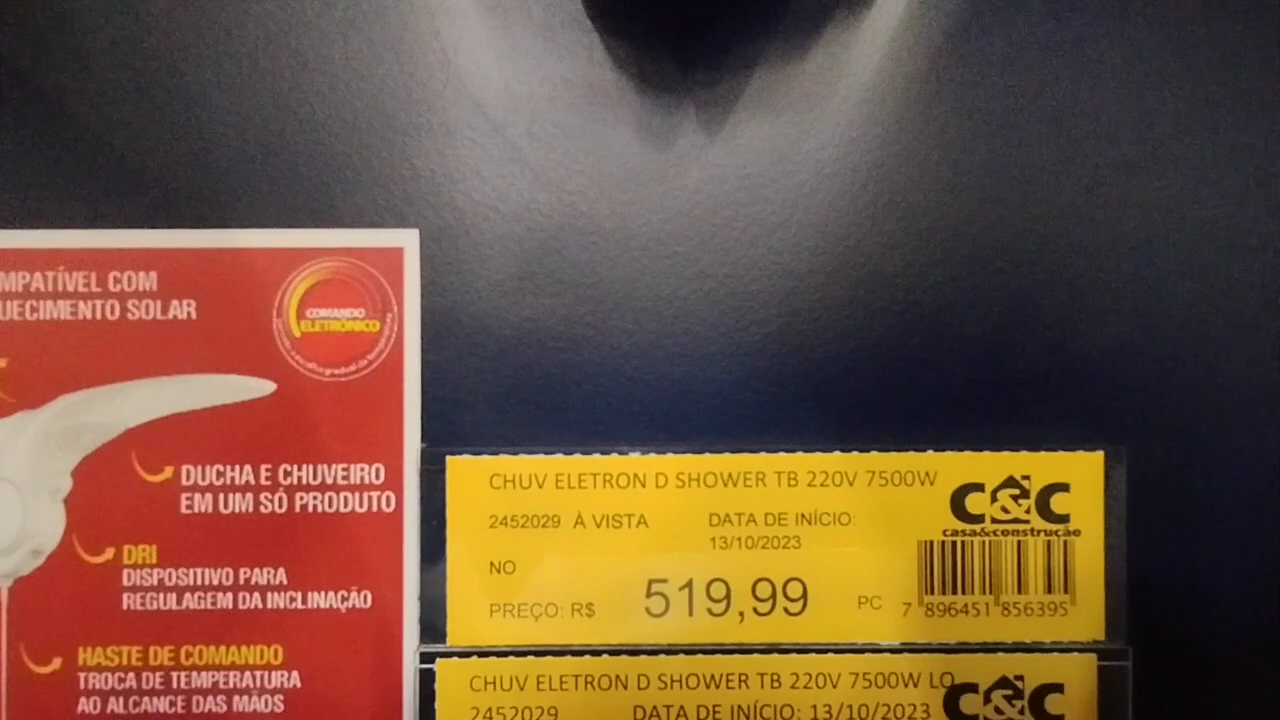 MPATÍVEL COM
UECIMENTO SOLAR
COMANDO
ELETRÔNICO
DUCHA E CHUVEIRO
EM UM SÓ PRODUTO
DRI
DISPOSITIVO PARA
REGULAGEM DA INCLINAÇÃO
HASTE DE COMANDO
TROCA DE TEMPERATURA
AO ALCANCE DAS MÃOS
CHUV ELETRON D SHOWER TB 220V 7500W
C&C
casa&construção
2452029 À VISTA
DATA DE INÍCIO:
13/10/2023
NO
PREÇO: R$ 519,99 PC
7 896451 856395
CHUV ELETRON D SHOWER TB 220V 7500W LO
C&C
2452029 DATA DE INÍCIO: 13/10/2023